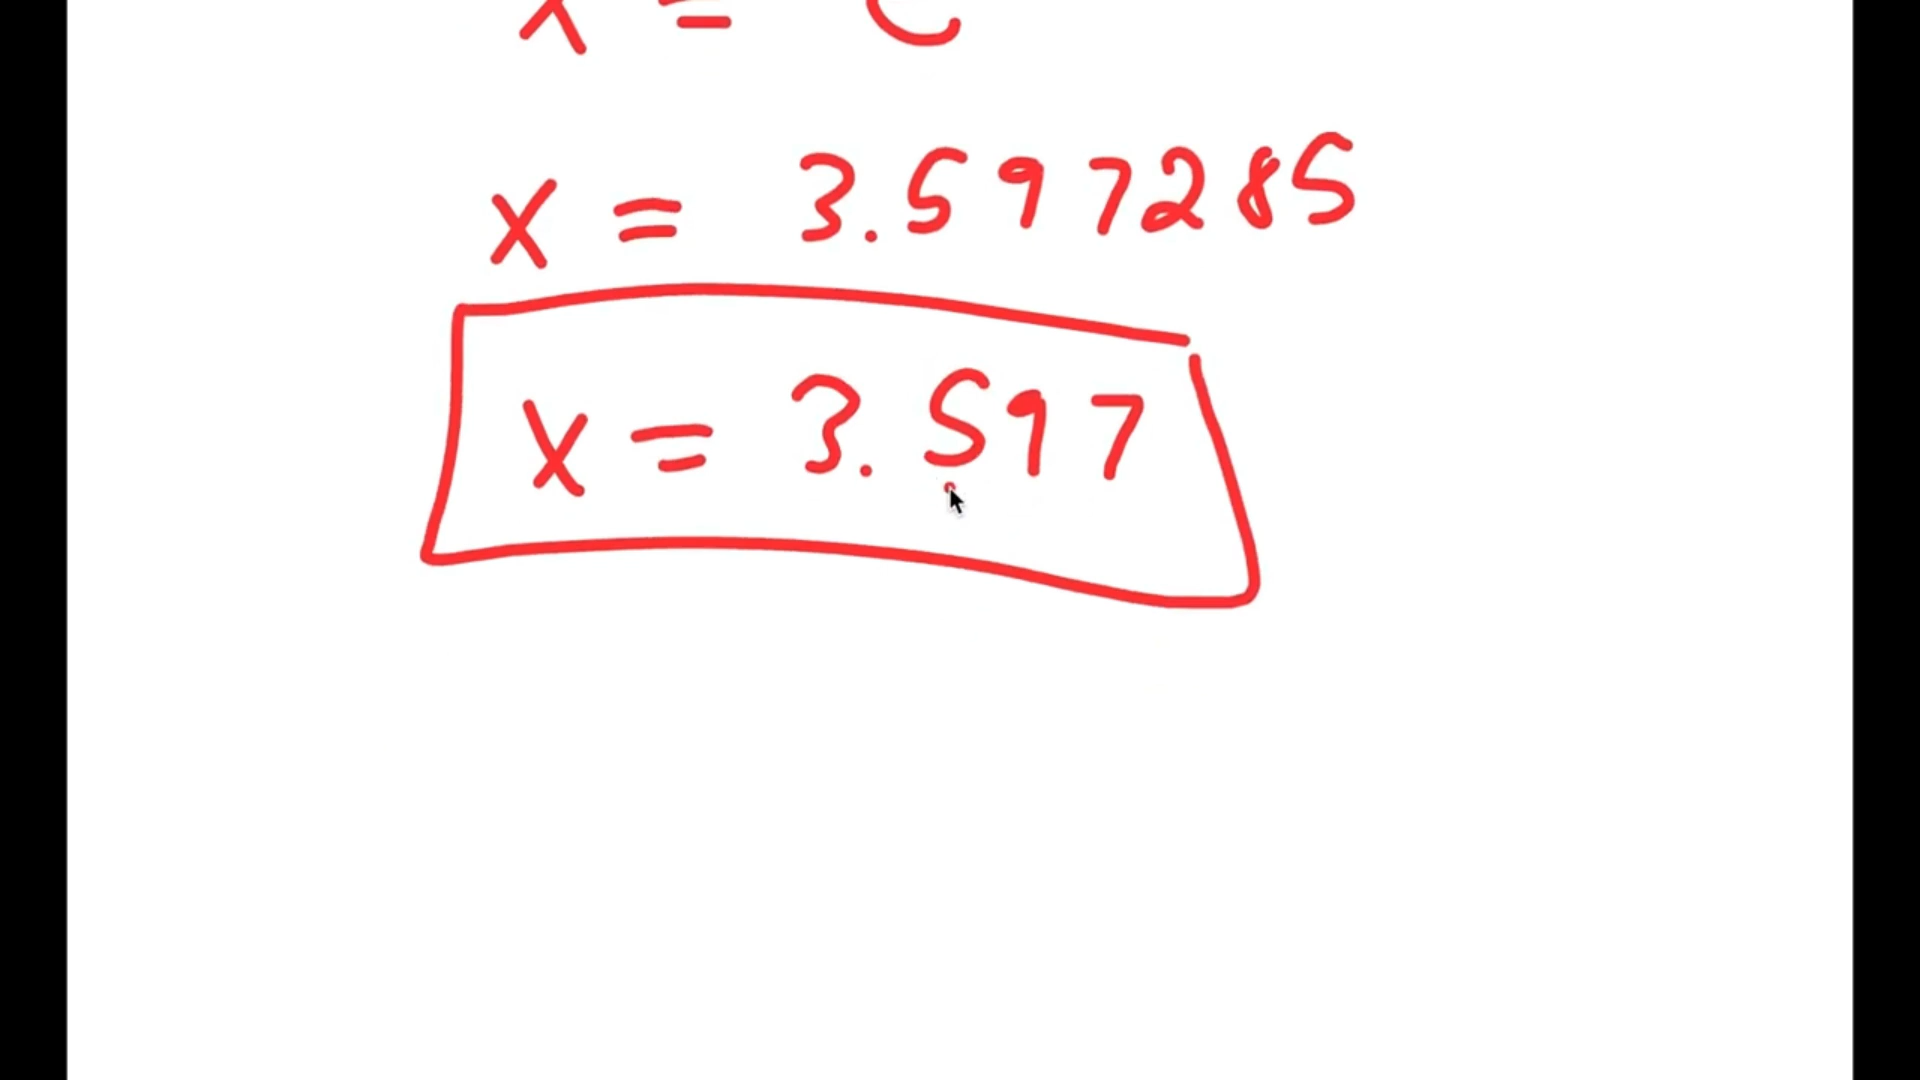 x =
x = 3.597285
x = 3.597